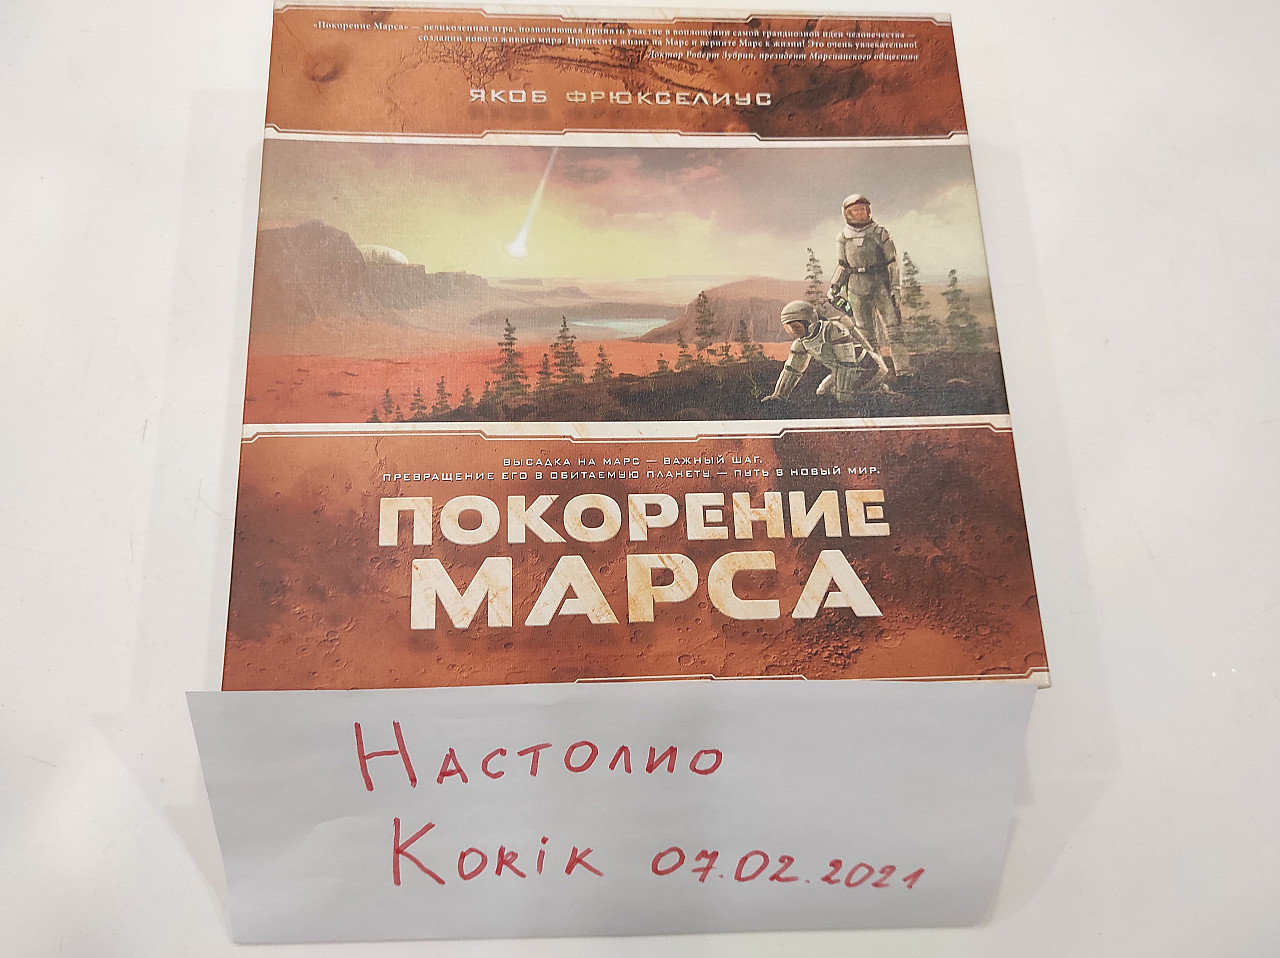 «Покорение Марса» — великолепная игра, позволяющая принять участие в воплощении самой грандиозной идеи человечества —
создании нового живого мира. Принесите жизнь на Марс и верните Марс к жизни! Это очень увлекательно!
Доктор Роберт Зубрин, президент Марсианского общества
ЯКОБ ФРЮКСЕЛИУС
ВЫСАДКА НА МАРС — ВАЖНЫЙ ШАГ.
ПРЕВРАЩЕНИЕ ЕГО В ОБИТАЕМУЮ ПЛАНЕТУ — ПУТЬ В НОВЫЙ МИР.
ПОКОРЕНИЕ
МАРСА
Настолио
Korik 07.02.2021